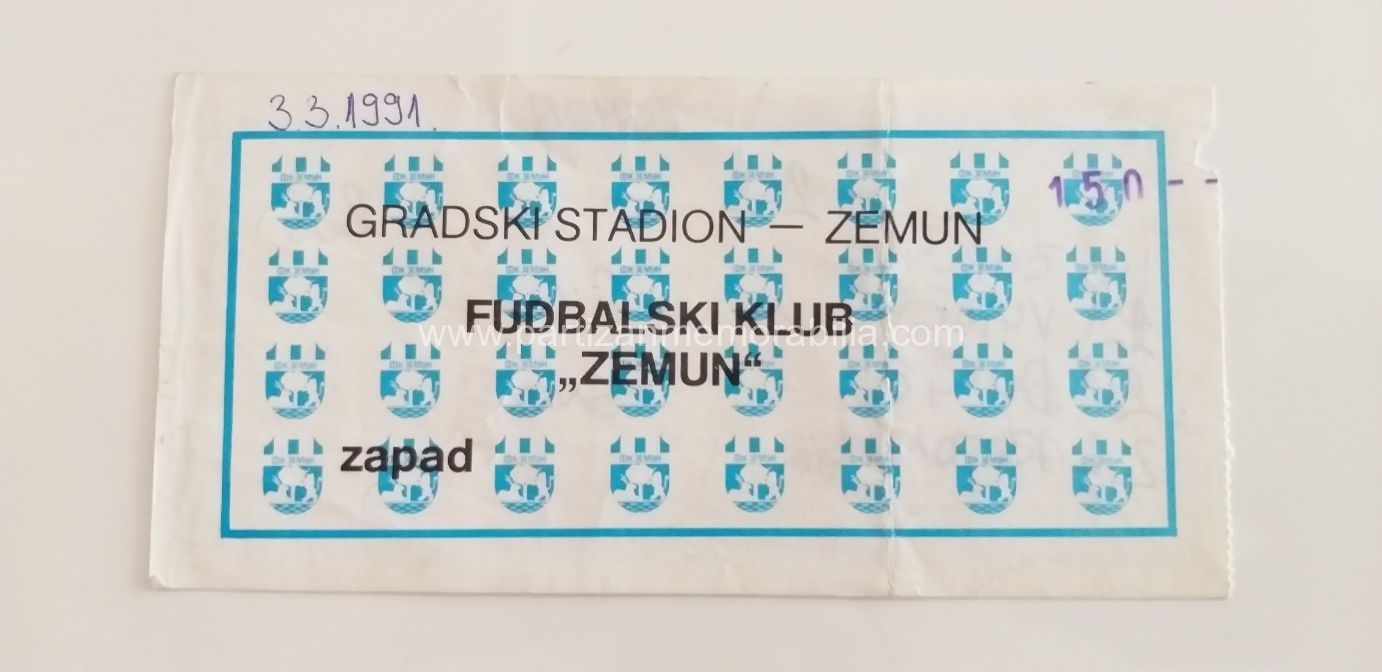 3.3.1991.
150--
GRADSKI STADION — ZEMUN
FUDBALSKI KLUB
www.partizanmemorabilia.com
„ZEMUN“
zapad